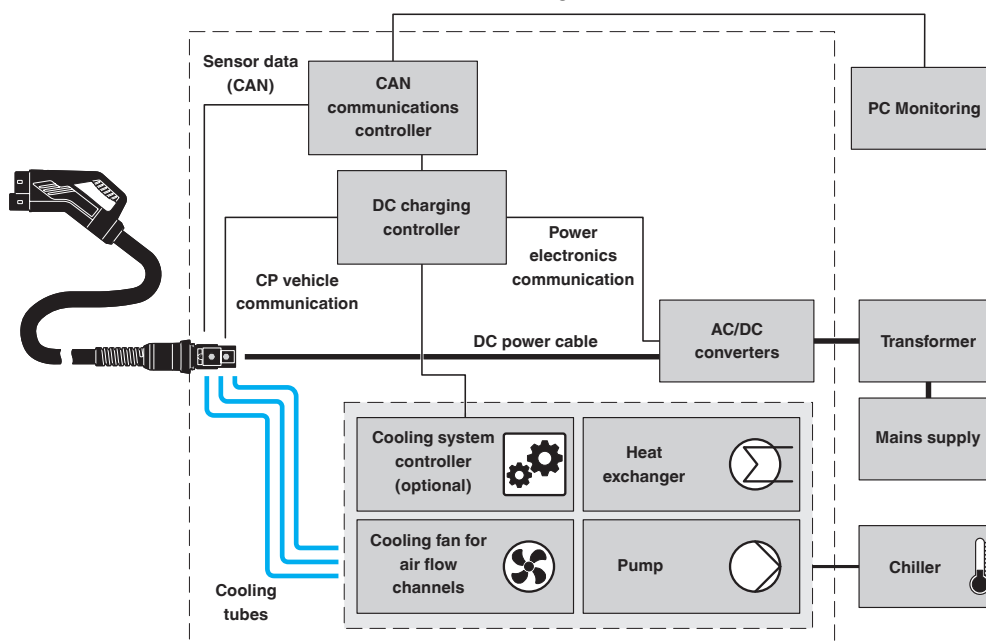 Sensor data
(CAN)
CAN
communications
controller
PC Monitoring
DC charging
controller
Power
electronics
communication
CP vehicle
communication
DC power cable
AC/DC
converters
Transformer
Mains supply
Cooling system
controller
(optional)
Heat
exchanger
Cooling fan for
air flow
channels
Pump
Chiller
Cooling
tubes